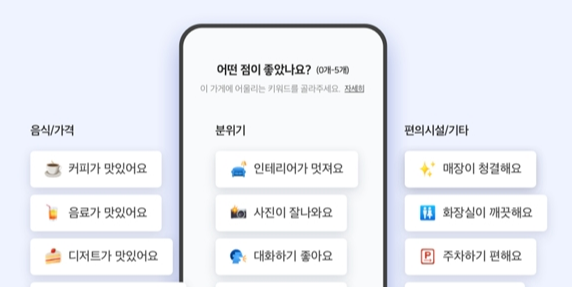 어떤 점이 좋았나요? (0개-5개)
이 가게에 어울리는 키워드를 골라주세요. 자세히
음식/가격
커피가 맛있어요
음료가 맛있어요
디저트가 맛있어요
분위기
인테리어가 멋져요
사진이 잘나와요
대화하기 좋아요
편의시설/기타
매장이 청결해요
화장실이 깨끗해요
주차하기 편해요